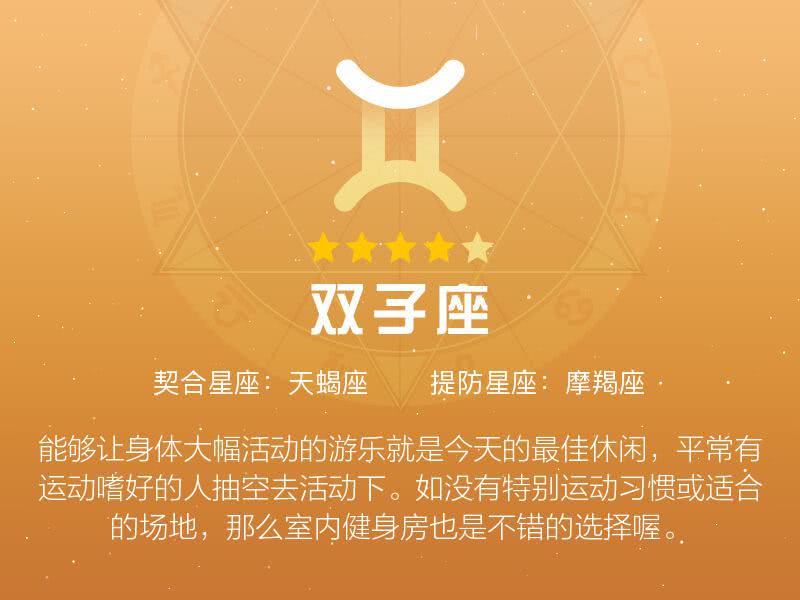 双子座
契合星座：天蝎座 提防星座：摩羯座
能够让身体大幅活动的游乐就是今天的最佳休闲，平常有
运动嗜好的人抽空去活动下。如没有特别运动习惯或适合
的场地，那么室内健身房也是不错的选择喔。